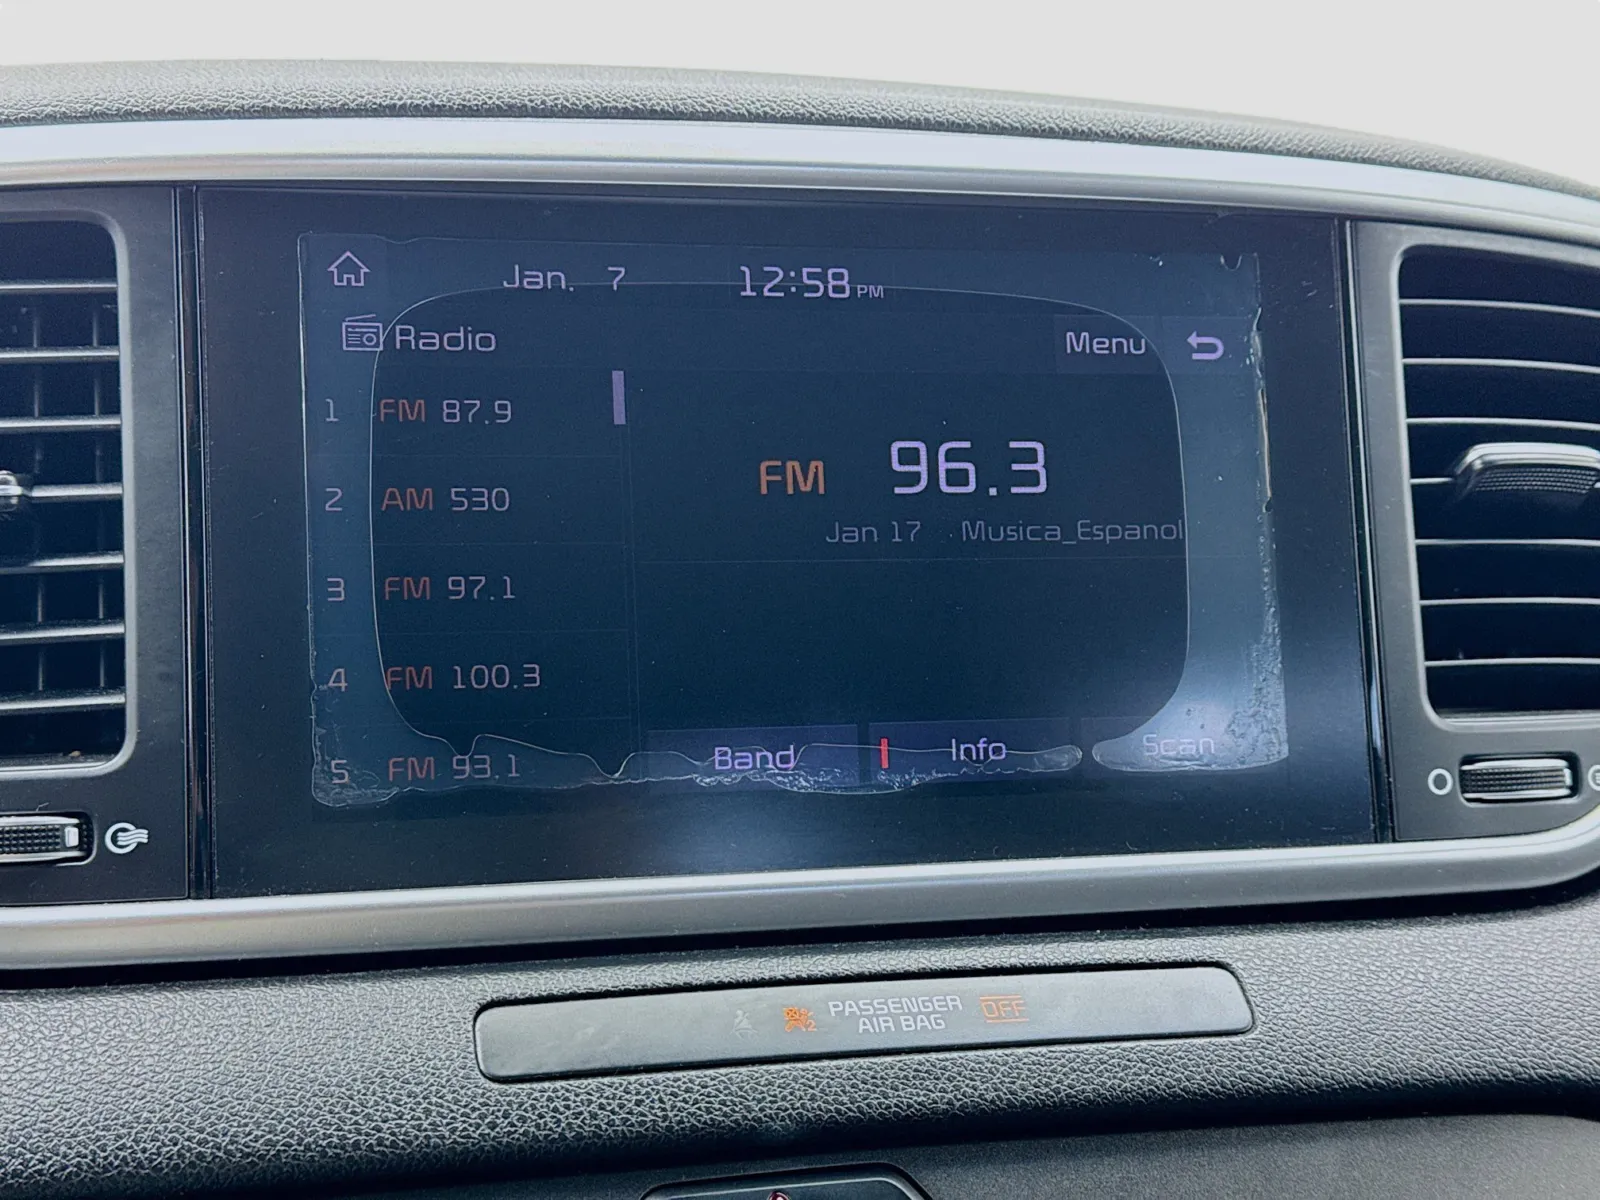 Jan. 7 12:58 PM
Radio Menu
1 FM 87.9
2 AM 530
3 FM 97.1
4 FM 100.3
5 FM 93.1
FM 96.3
Jan 17 Musica_Espanol
Band Info Scan
PASSENGER
AIR BAG
OFF
2